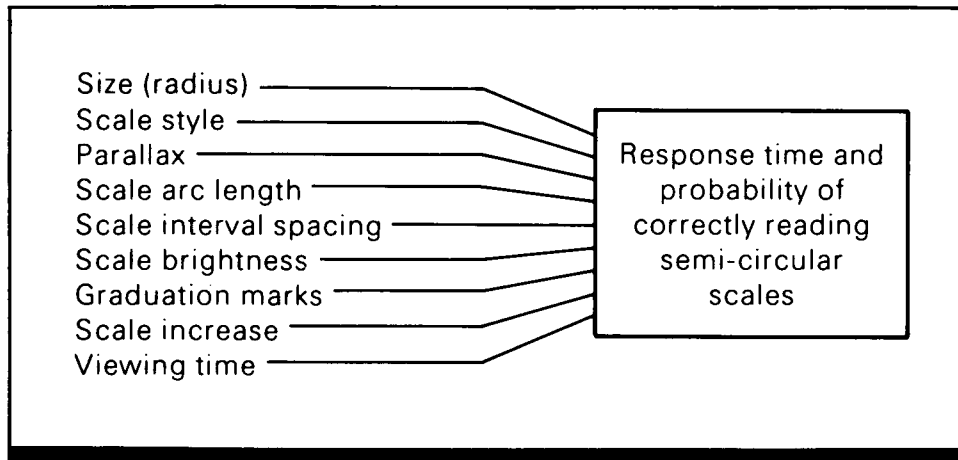 Size (radius)
Scale style
Parallax
Scale arc length
Scale interval spacing
Scale brightness
Graduation marks
Scale increase
Viewing time
Response time and
probability of
correctly reading
semi-circular
scales